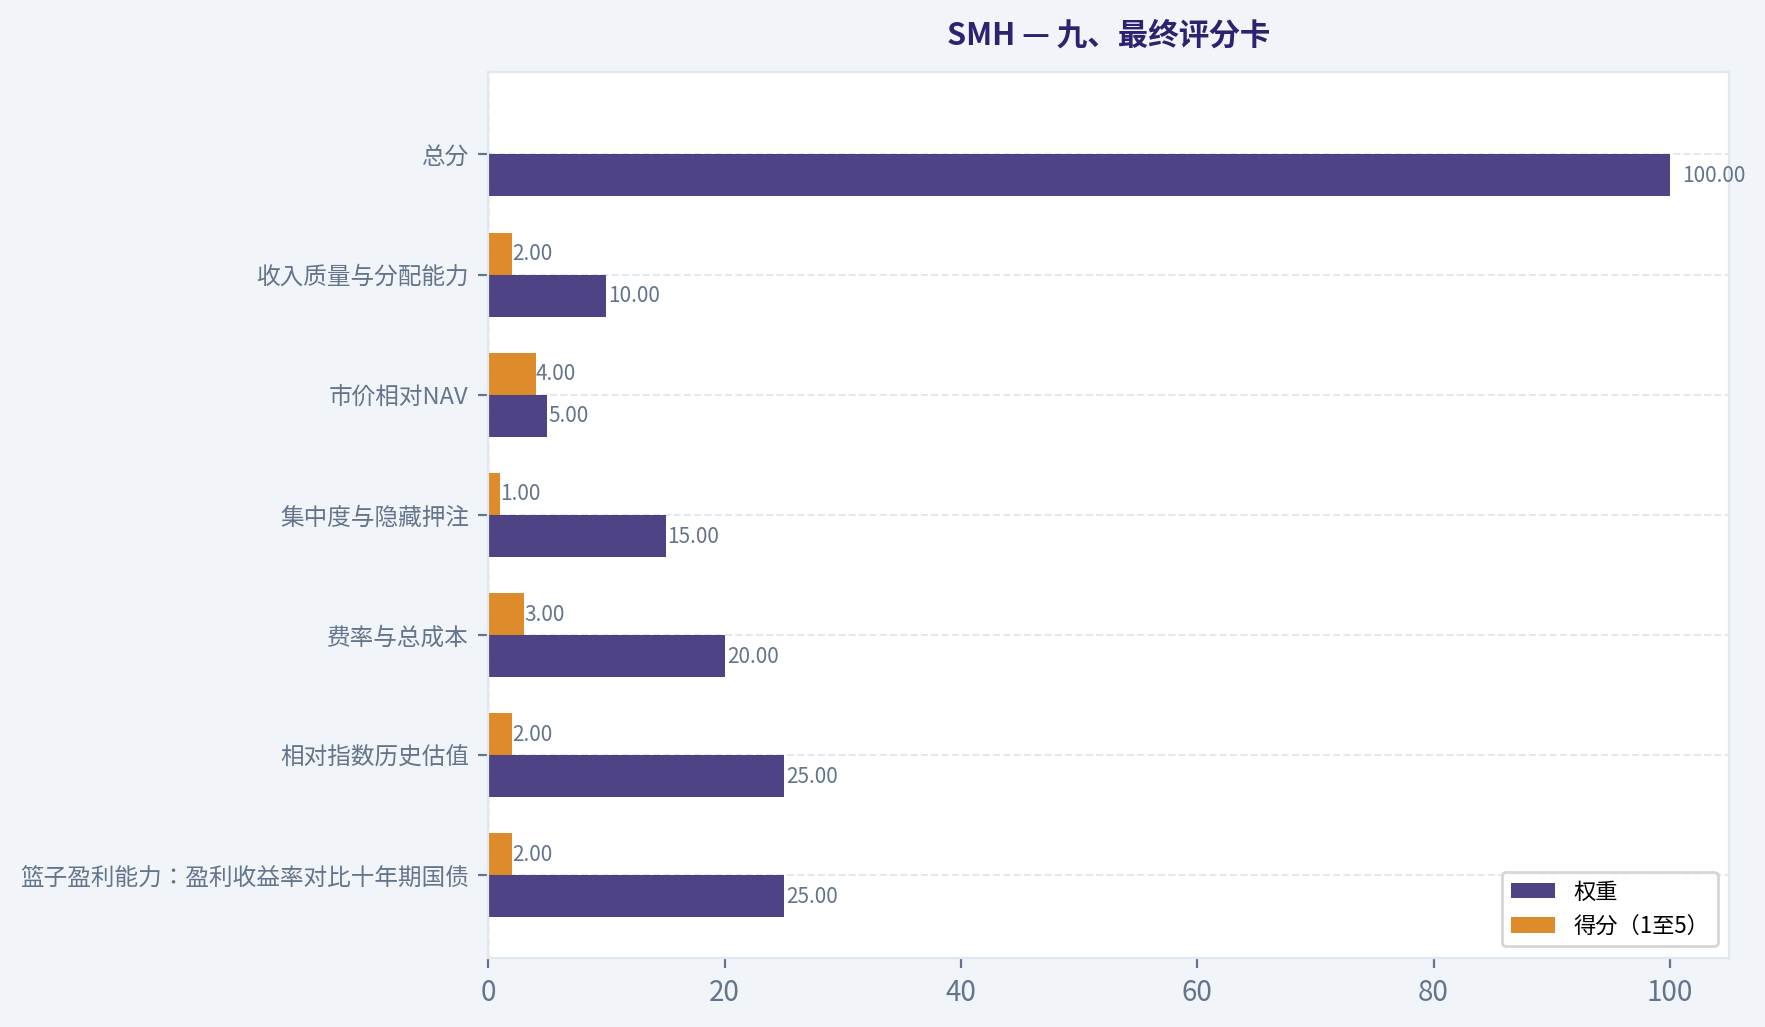 SMH — 九、最终评分卡
总分
100.00
收入质量与分配能力
2.00
10.00
市价相对NAV
4.00
5.00
集中度与隐藏押注
1.00
15.00
费率与总成本
3.00
20.00
相对指数历史估值
2.00
25.00
篮子盈利能力：盈利收益率对比十年期国债
2.00
25.00
权重
得分（1至5）
0 20 40 60 80 100